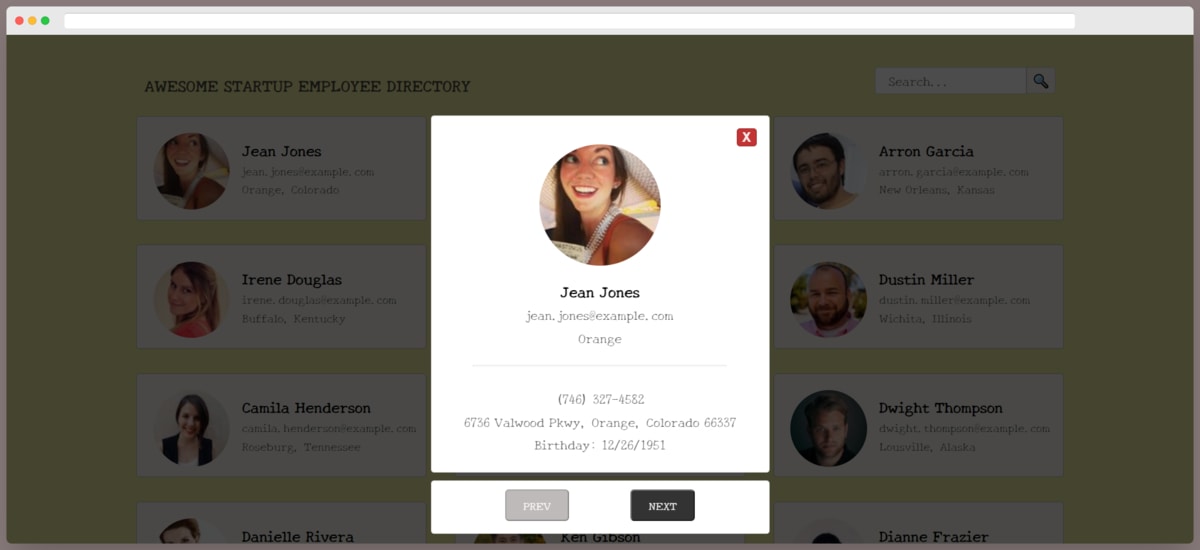 AWESOME STARTUP EMPLOYEE DIRECTORY
Search...
Jean Jones
jean.jones@example.com
Orange, Colorado
X
Jean Jones
jean.jones@example.com
Orange
(746) 327-4582
6736 Valwood Pkwy, Orange, Colorado 66337
Birthday: 12/26/1951
PREV
NEXT
Arron Garcia
arron.garcia@example.com
New Orleans, Kansas
Irene Douglas
irene.douglas@example.com
Buffalo, Kentucky
Dustin Miller
dustin.miller@example.com
Wichita, Illinois
Camila Henderson
camila.henderson@example.com
Roseburg, Tennessee
Dwight Thompson
dwight.thompson@example.com
Lousville, Alaska
Danielle Rivera
Ken Gibson
Dianne Frazier